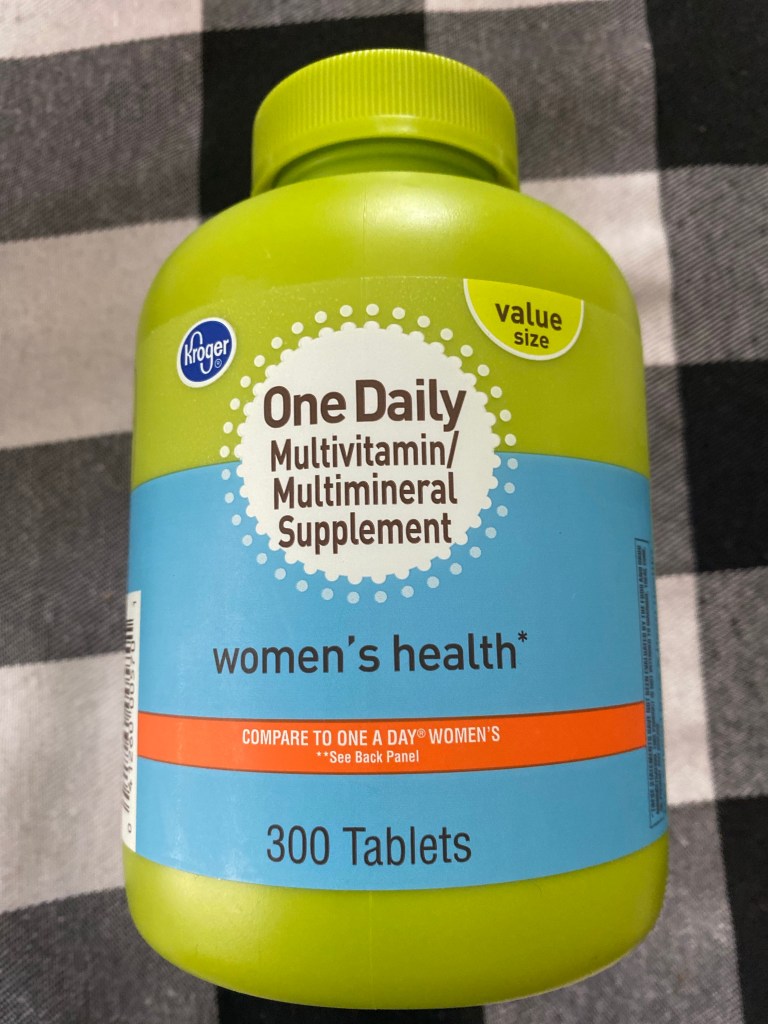 Kroger®
value
size
One Daily
Multivitamin/
Multimineral
Supplement
women's health*
COMPARE TO ONE A DAY® WOMEN'S
**See Back Panel
300 Tablets